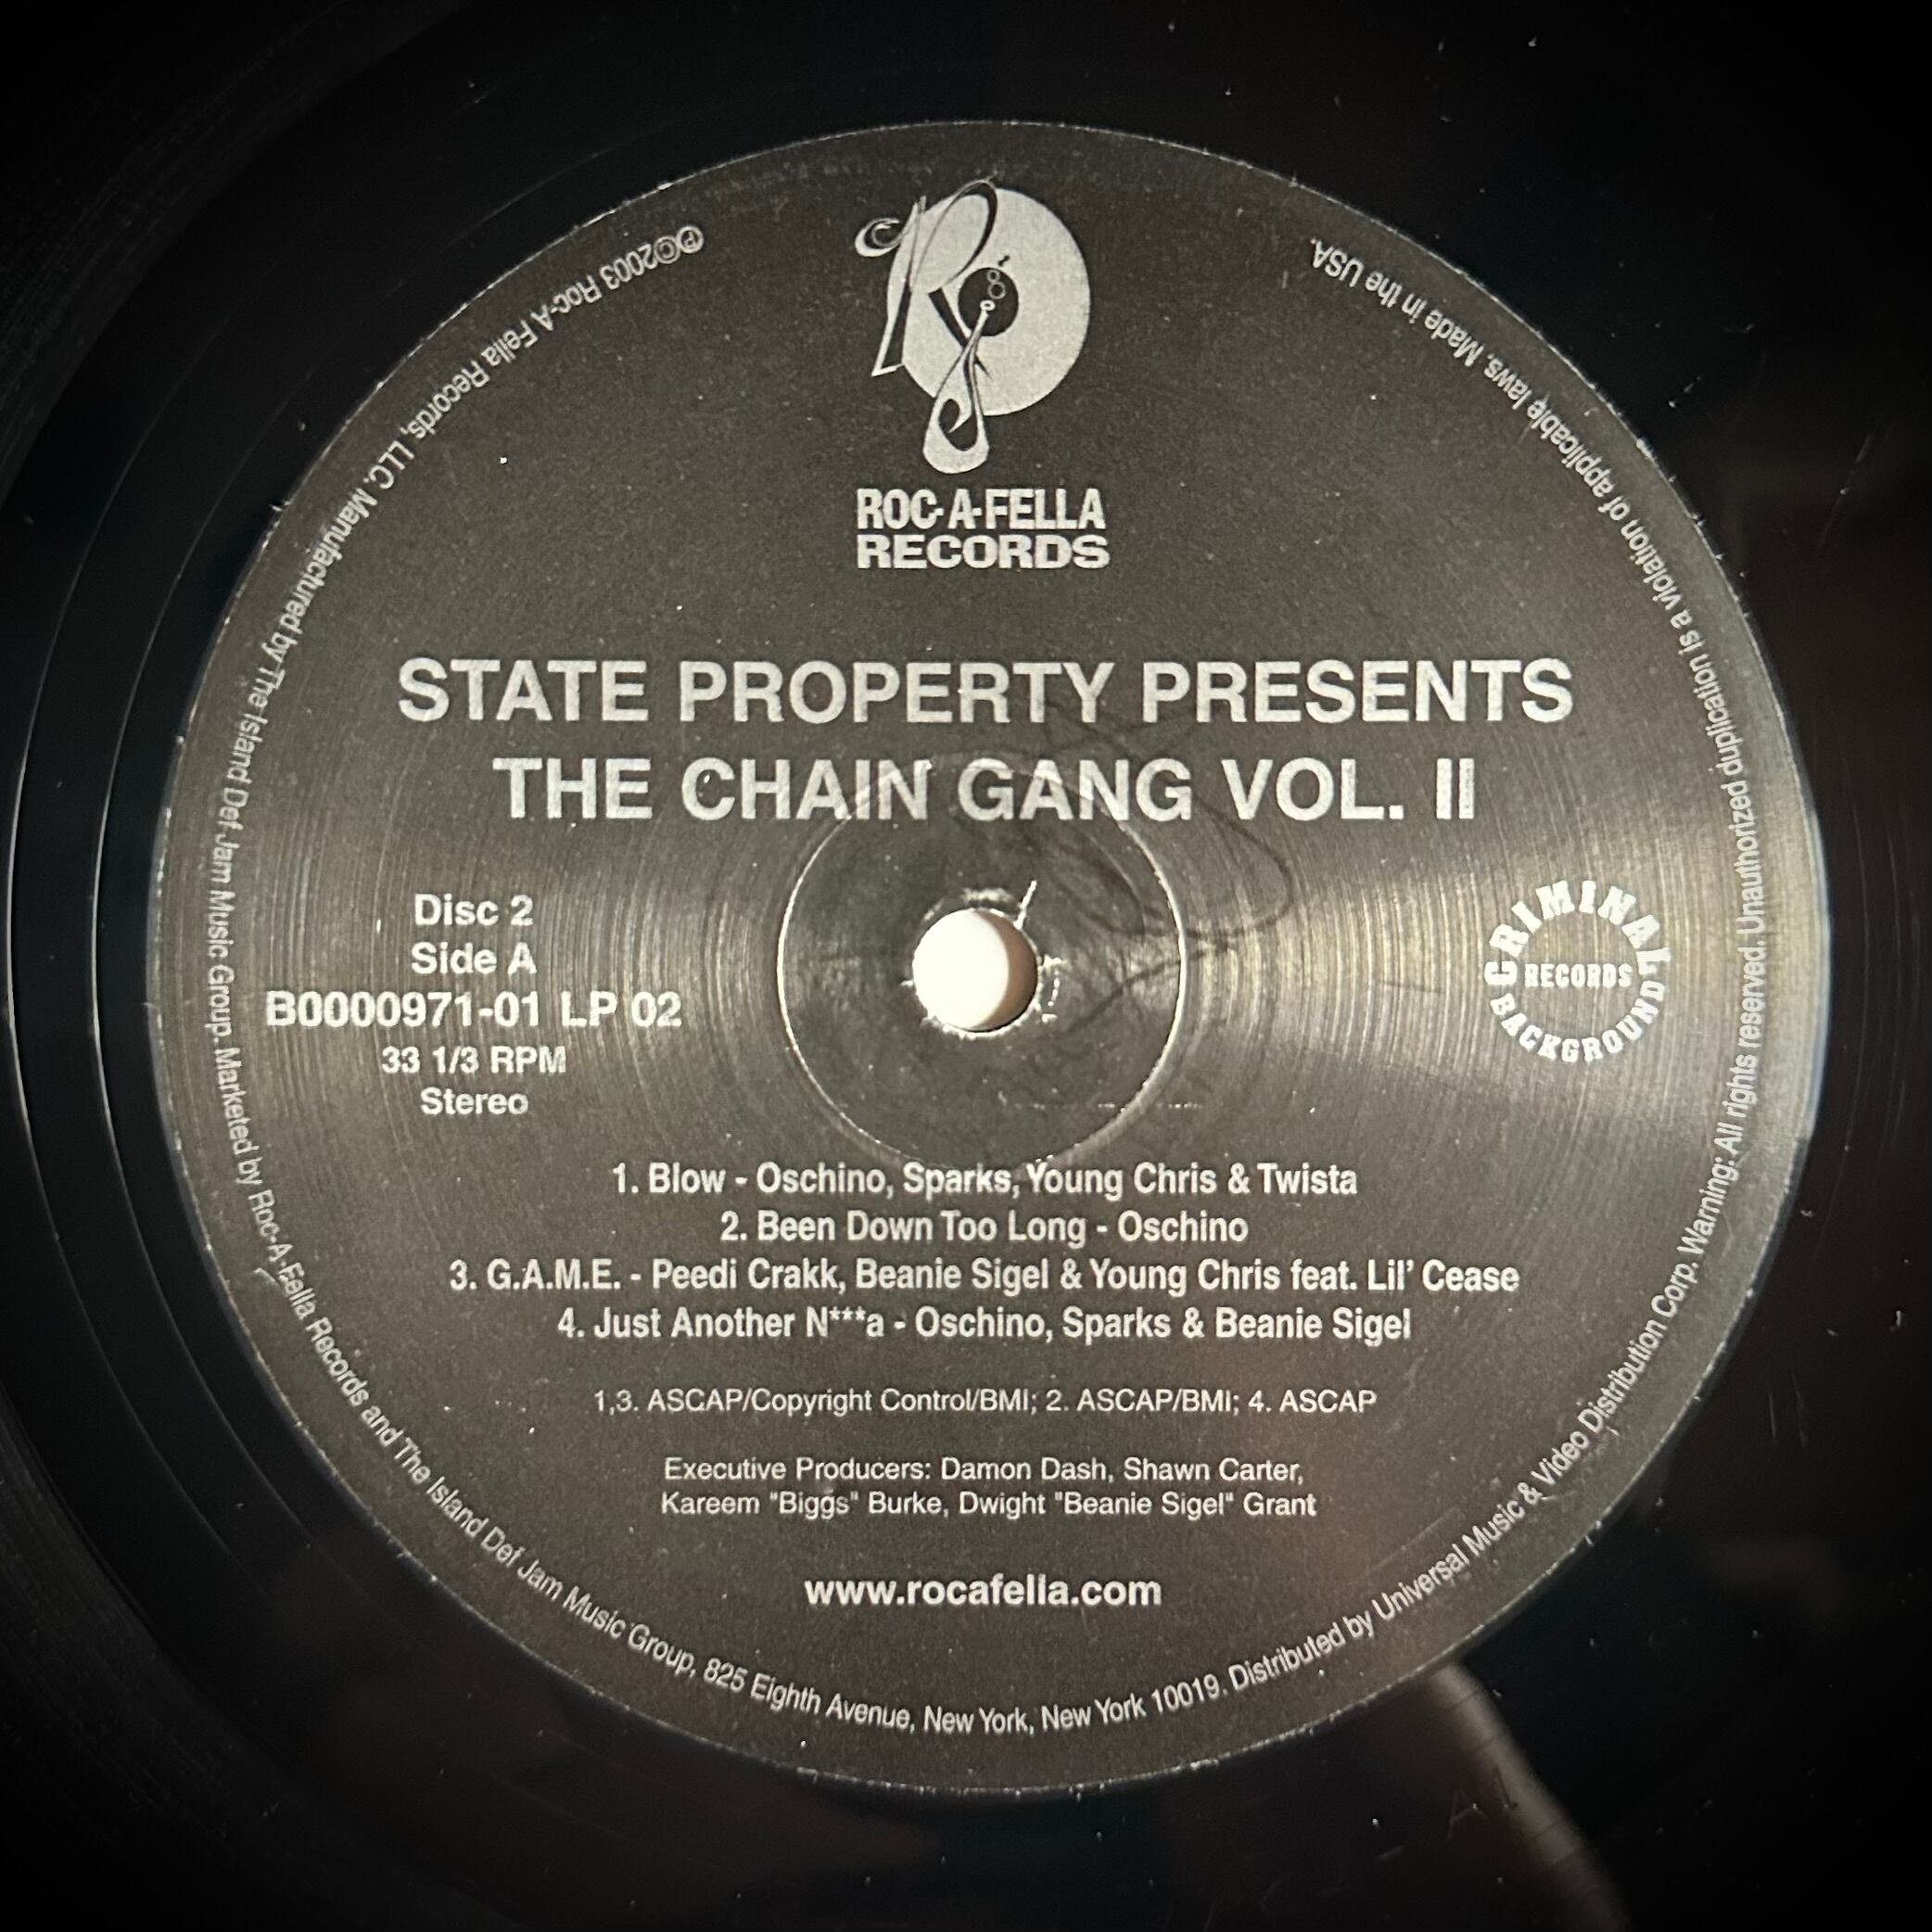 ROC-A-FELLA
RECORDS
STATE PROPERTY PRESENTS
THE CHAIN GANG VOL. II
Disc 2
Side A
B0000971-01 LP 02
33 1/3 RPM
Stereo
CRIMINAL
RECORDS
BACKGROUND
1. Blow - Oschino, Sparks, Young Chris & Twista
2. Been Down Too Long - Oschino
3. G.A.M.E. - Peedi Crakk, Beanie Sigel & Young Chris feat. Lil' Cease
4. Just Another N***a - Oschino, Sparks & Beanie Sigel
1,3. ASCAP/Copyright Control/BMI; 2. ASCAP/BMI; 4. ASCAP
Executive Producers: Damon Dash, Shawn Carter,
Kareem "Biggs" Burke, Dwight "Beanie Sigel" Grant
www.rocafella.com
℗©2003 Roc-A Fella Records, LLC. Manufactured by The Island Def Jam Music Group. Marketed by Roc-A-Fella Records and The Island Def Jam Music Group, 825 Eighth Avenue, New York, New York 10019. Distributed by Universal Music & Video Distribution Corp. Warning: All rights reserved. Unauthorized duplication is a violation of applicable laws. Made in the USA.